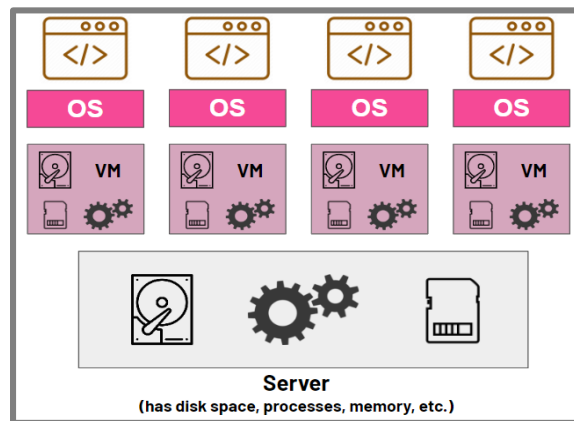 </> </> </> </>
OS OS OS OS
VM VM VM VM
Server
(has disk space, processes, memory, etc.)